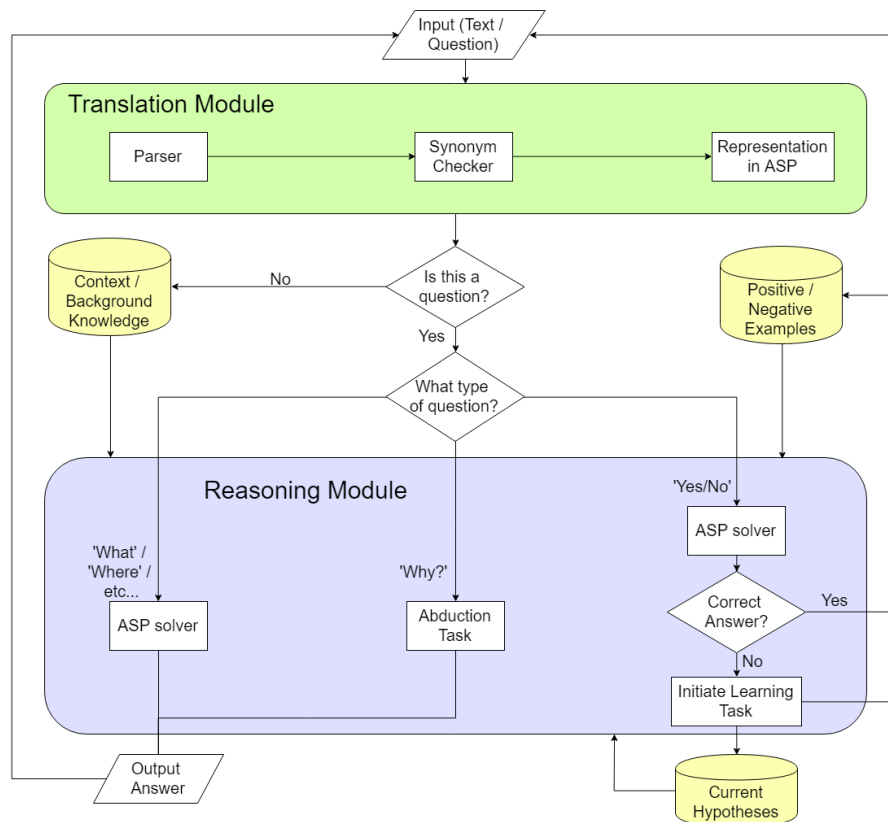 Input (Text /
Question)
Translation Module
Parser
Synonym
Checker
Representation
in ASP
Context /
Background
Knowledge
No
Is this a
question?
Positive /
Negative
Examples
Yes
What type
of question?
Reasoning Module
'Yes/No'
ASP solver
'What' /
'Where' /
etc...
'Why?'
ASP solver
Abduction
Task
Correct
Answer?
Yes
No
Initiate Learning
Task
Output
Answer
Current
Hypotheses